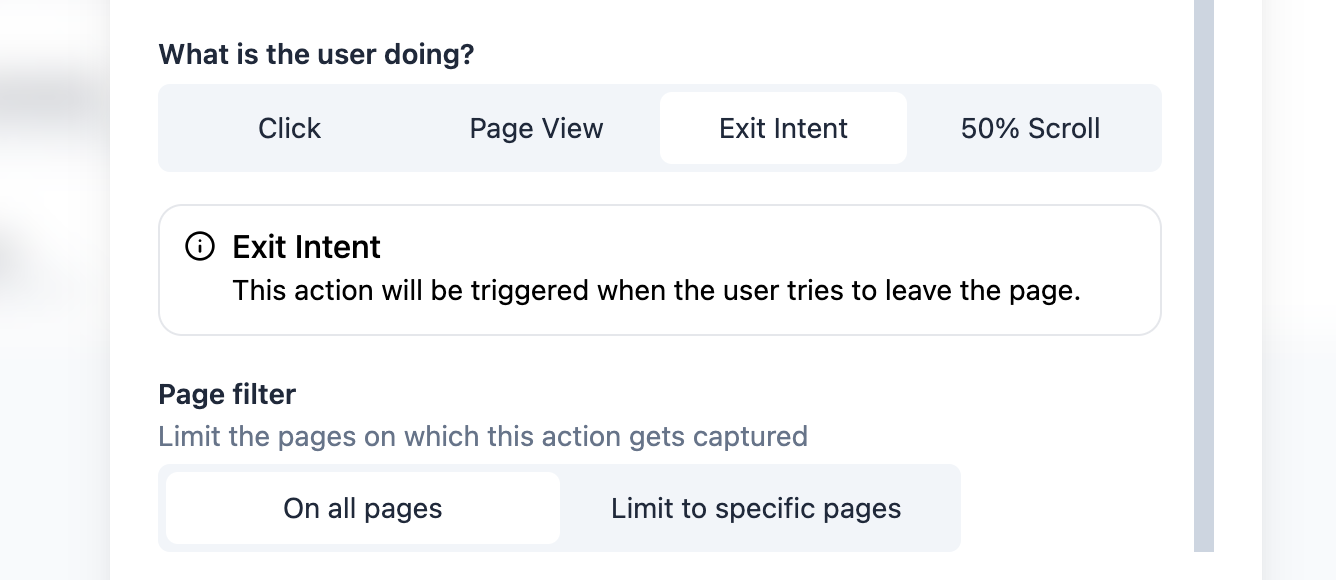 What is the user doing?
Click Page View Exit Intent 50% Scroll
Exit Intent
This action will be triggered when the user tries to leave the page.
Page filter
Limit the pages on which this action gets captured
On all pages Limit to specific pages